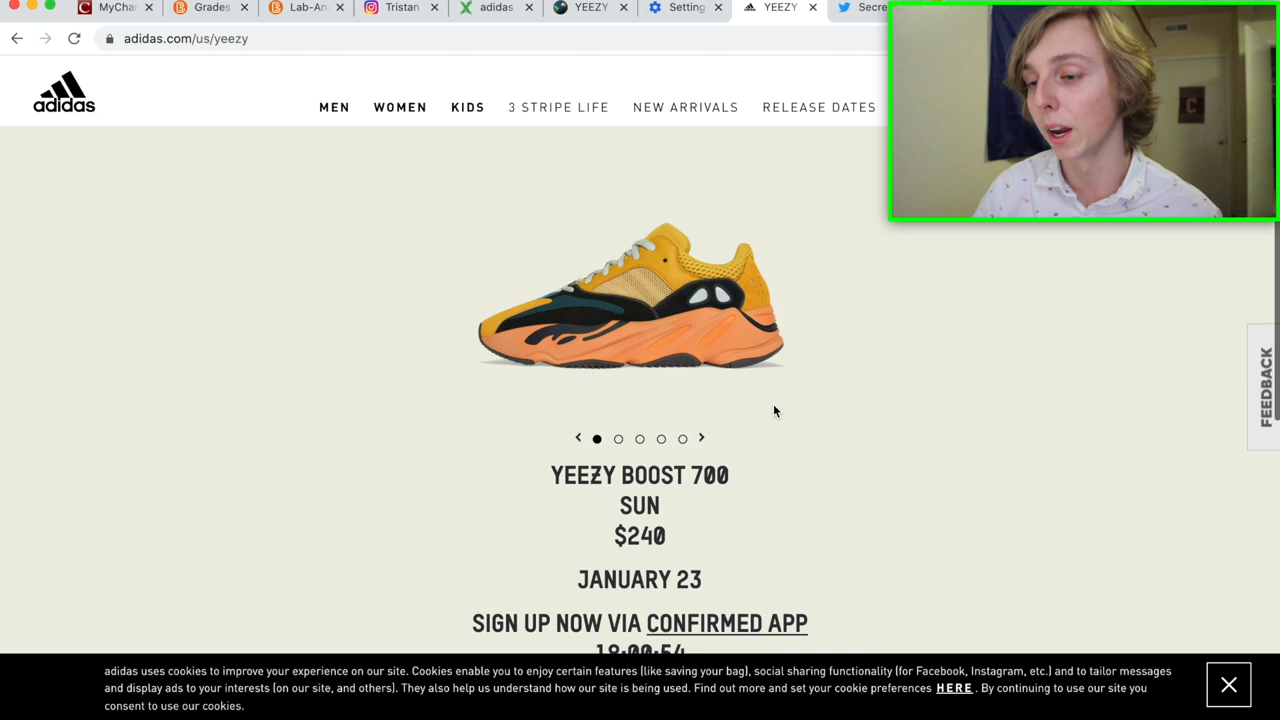 MyChar
Grades
Lab-An
Tristan
adidas
YEEZY
Setting
YEEZY
Secre
adidas.com/us/yeezy
adidas
MEN WOMEN KIDS 3 STRIPE LIFE NEW ARRIVALS RELEASE DATES
C
FEEDBACK
YEEZY BOOST 700
SUN
$240
JANUARY 23
SIGN UP NOW VIA CONFIRMED APP
18:00:54
adidas uses cookies to improve your experience on our site. Cookies enable you to enjoy certain features (like saving your bag), social sharing functionality (for Facebook, Instagram, etc.) and to tailor messages
and display ads to your interests (on our site, and others). They also help us understand how our site is being used. Find out more and set your cookie preferences HERE . By continuing to use our site you
consent to use our cookies.